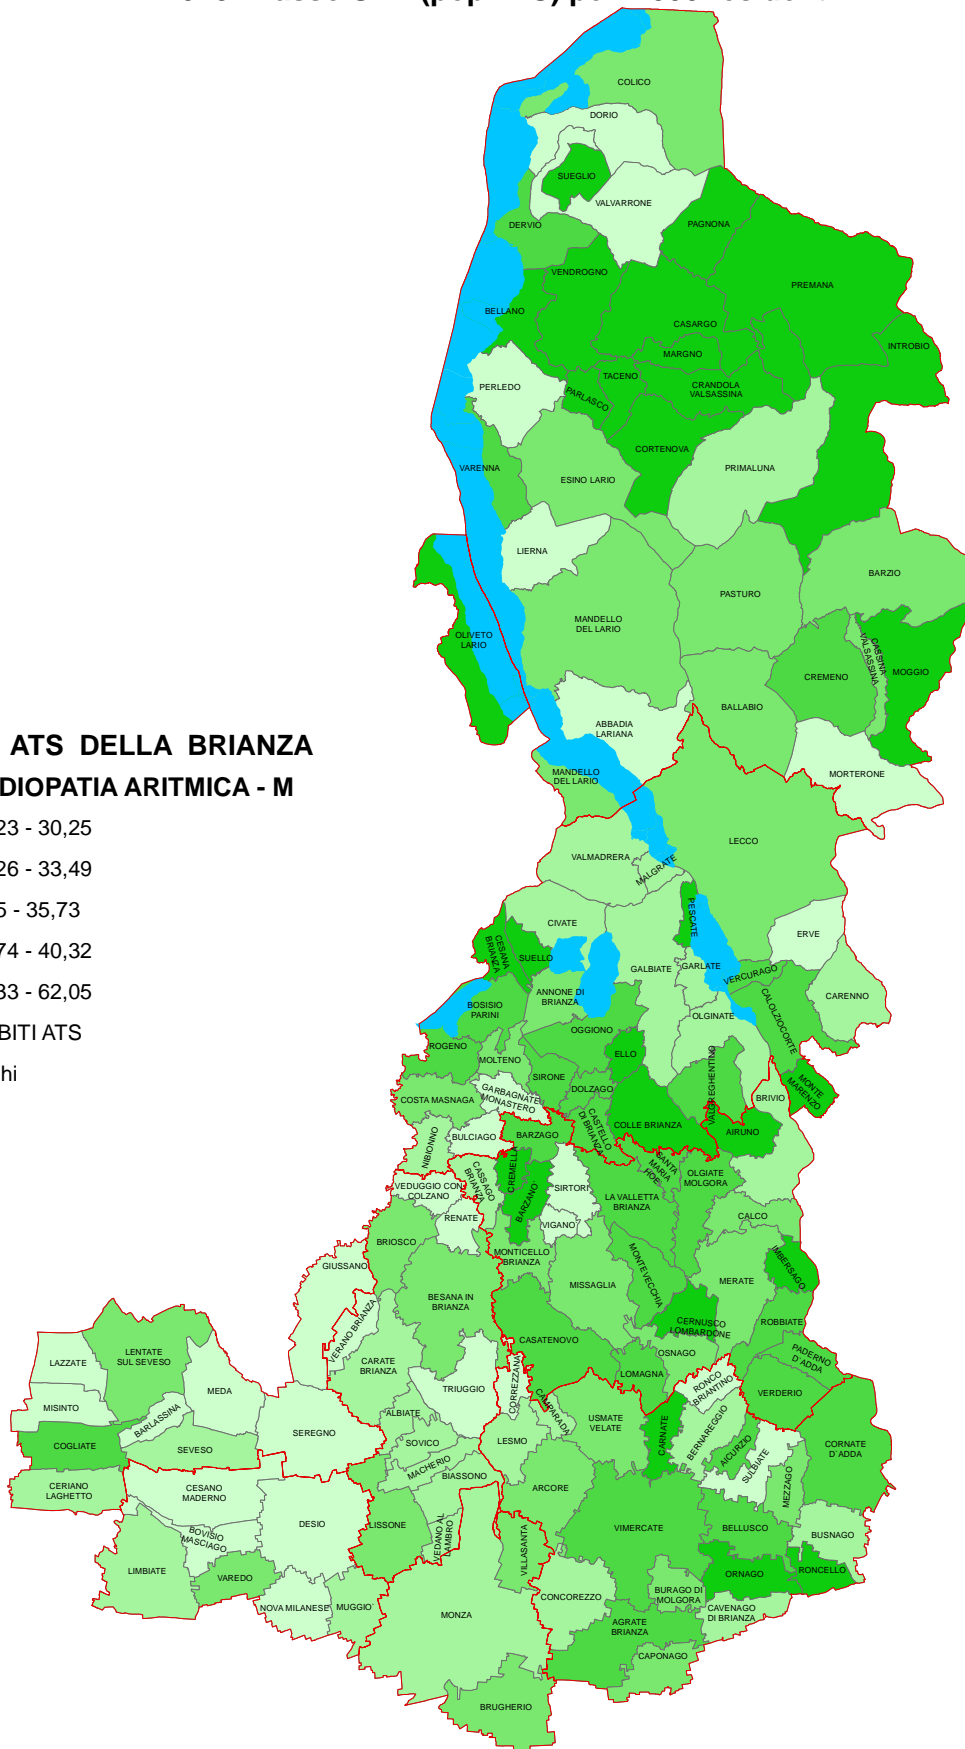 COLICO
DORIO
SUEGLIO
VALVARRONE
PAGNONA
DERVIO
VENDROGNO
PREMANA
BELLANO
CASARGO
INTROBIO
MARGNO
TACENO
PERLEDO
PARLASCO
CRANDOLA
VALSASSINA
CORTENOVA
VARENNA
PRIMALUNA
ESINO LARIO
LIERNA
BARZIO
PASTURO
MANDELLO
DEL LARIO
OLIVETO
LARIO
CASSINA
VALSASSINA
CREMENO
MOGGIO
BALLABIO
ABBADIA
LARIANA
ATS DELLA BRIANZA
DIOPATIA ARITMICA - M
23 - 30,25
26 - 33,49
5 - 35,73
74 - 40,32
33 - 62,05
BITI ATS
hi
MANDELLO
DEL LARIO
MORTERONE
LECCO
VALMADRERA
MALGRATE
PESCATE
CIVATE
ERVE
CESANA
BRIANZA
SUELLO
GALBIATE
GARLATE
VERCURAGO
ANNONE DI
BRIANZA
CARENNO
BOSISIO
PARINI
OLGINATE
CALOLZIOCORTE
OGGIONO
ROGENO
ELLO
MOLTENO
SIRONE
DOLZAGO
VALGREGHENTINO
MONTE
MARENZO
COSTA MASNAGA
GARBAGNATE
MONASTERO
BRIVIO
CASTELLO
DI BRIANZA
COLLE BRIANZA
AIRUNO
NIBIONNO
BULCIAGO
BARZAGO
CREMELLA
CASSAGO
BRIANZA
BARZANO'
SIRTORI
SANTA
MARIA
HOE'
OLGIATE
MOLGORA
VEDUGGIO CON
COLZANO
LA VALLETTA
BRIANZA
RENATE
VIGANO'
CALCO
BRIOSCO
MONTICELLO
BRIANZA
MONTEVECCHIA
IMBERSAGO
GIUSSANO
MISSAGLIA
MERATE
BESANA IN
BRIANZA
VERANO BRIANZA
CERNUSCO
LOMBARDONE
ROBBIATE
CASATENOVO
OSNAGO
PADERNO
D'ADDA
LENTATE
SUL SEVESO
LAZZATE
CARATE
BRIANZA
CORREZZANA
LOMAGNA
RONCO
BRIANTINO
VERDERIO
TRIUGGIO
MEDA
MISINTO
BARLASSINA
ALBIATE
CAMPARADA
USMATE
VELATE
CARNATE
BERNAREGGIO
SEREGNO
SOVICO
LESMO
AICURZIO
CORNATE
D'ADDA
COGLIATE
SEVESO
MACHERIO
BIASSONO
SULBIATE
MEZZAGO
CERIANO
LAGHETTO
CESANO
MADERNO
ARCORE
DESIO
LISSONE
VEDANO AL
LAMBRO
VILLASANTA
VIMERCATE
BELLUSCO
BUSNAGO
BOVISIO
MASCIAGO
LIMBIATE
VAREDO
ORNAGO
RONCELLO
NOVA MILANESE
MUGGIO'
MONZA
CONCOREZZO
BURAGO DI
MOLGORA
CAVENAGO
DI BRIANZA
AGRATE
BRIANZA
CAPONAGO
BRUGHERIO